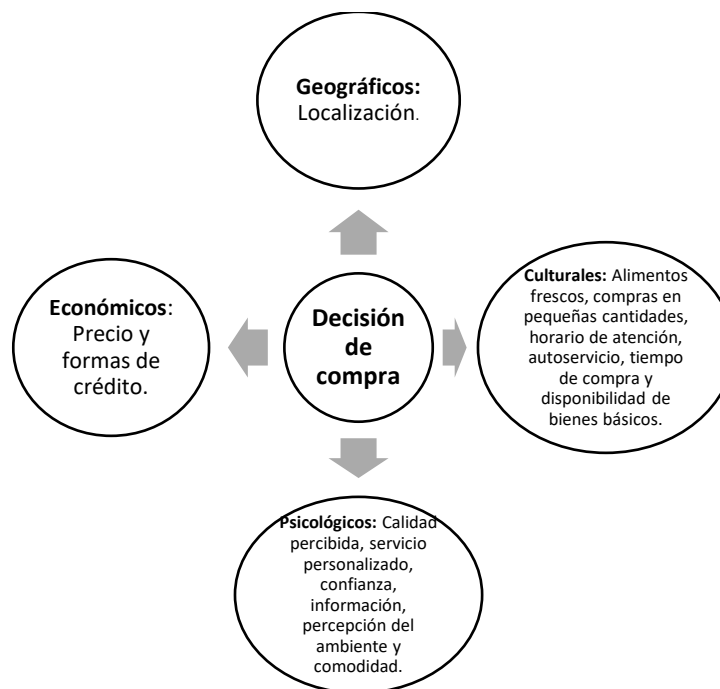 Geográficos:
Localización.
Económicos:
Precio y
formas de
crédito.
Decisión
de
compra
Culturales: Alimentos
frescos, compras en
pequeñas cantidades,
horario de atención,
autoservicio, tiempo
de compra y
disponibilidad de
bienes básicos.
Psicológicos: Calidad
percibida, servicio
personalizado,
confianza,
información,
percepción del
ambiente y
comodidad.